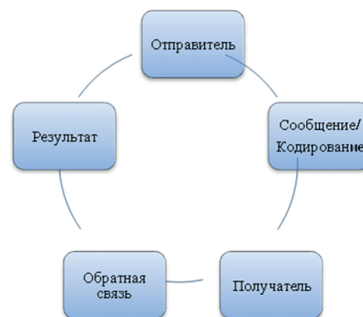 Отправитель
Сообщение/
Кодирование
Получатель
Обратная
связь
Результат